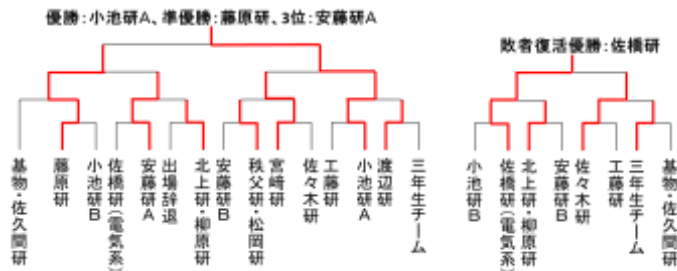 優勝：小池研A、準優勝：藤原研、3位：安藤研A
敗者復活優勝：佐橋研
基物・佐久間研
藤原研
小池研B
佐橋研（電気系）
安藤研A
出場辞退
北上研・柳原研
安藤研B
秩父研・松岡研
宮崎研
佐々木研
工藤研
小池研A
渡辺研
三年生チーム
小池研B
佐橋研（電気系）
北上研・柳原研
安藤研B
佐々木研
工藤研
三年生チーム
基物・佐久間研